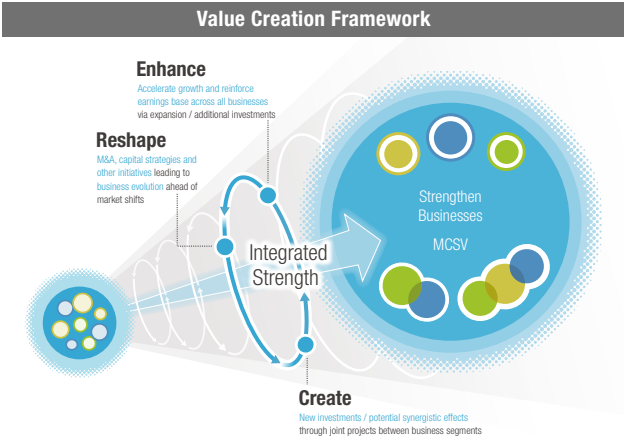 Value Creation Framework
Enhance
Accelerate growth and reinforce
earnings base across all businesses
via expansion / additional investments
Reshape
M&A, capital strategies and
other initiatives leading to
business evolution ahead of
market shifts
Strengthen
Businesses
MCSV
Integrated
Strength
Create
New investments / potential synergistic effects
through joint projects between business segments